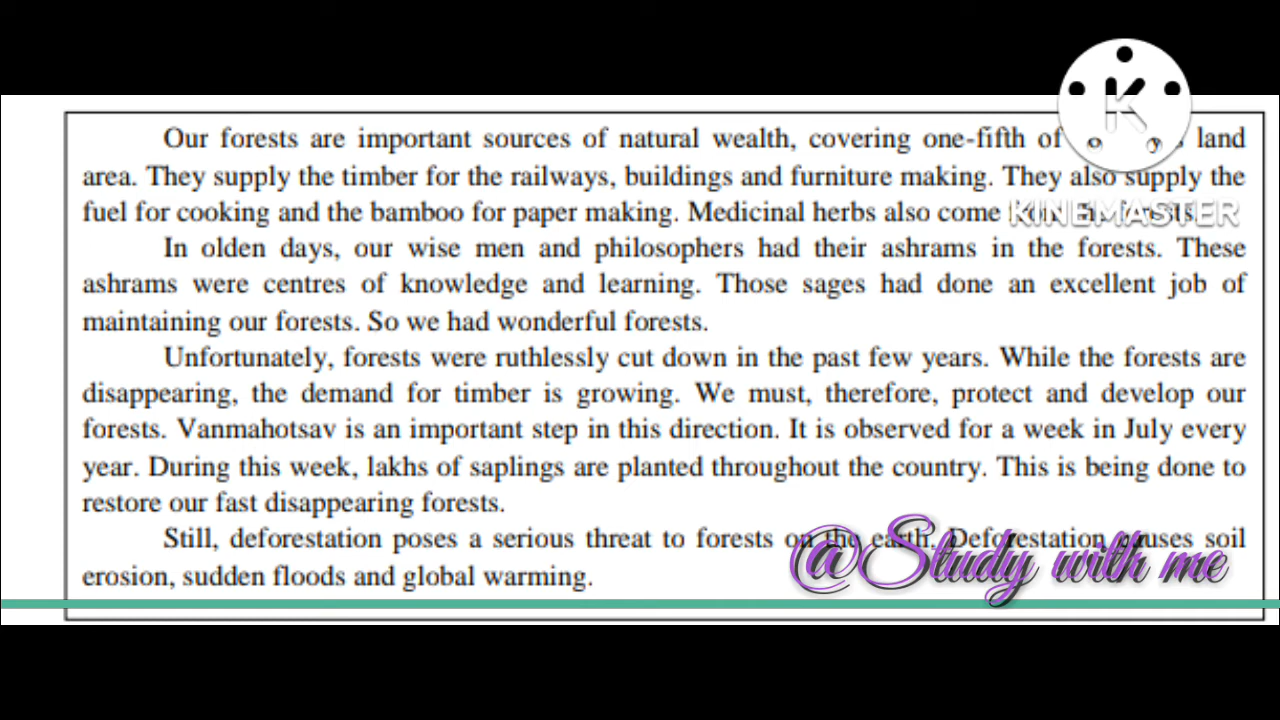 KINEMASTER
Our forests are important sources of natural wealth, covering one-fifth of land
area. They supply the timber for the railways, buildings and furniture making. They also supply the
fuel for cooking and the bamboo for paper making. Medicinal herbs also come
In olden days, our wise men and philosophers had their ashrams in the forests. These
ashrams were centres of knowledge and learning. Those sages had done an excellent job of
maintaining our forests. So we had wonderful forests.
Unfortunately, forests were ruthlessly cut down in the past few years. While the forests are
disappearing, the demand for timber is growing. We must, therefore, protect and develop our
forests. Vanmahotsav is an important step in this direction. It is observed for a week in July every
year. During this week, lakhs of saplings are planted throughout the country. This is being done to
restore our fast disappearing forests.
Still, deforestation poses a serious threat to forests on the earth. Deforestation causes soil
erosion, sudden floods and global warming.
@Study with me